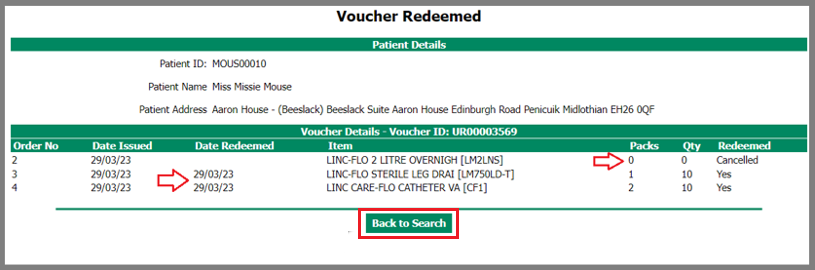 Voucher Redeemed
Patient Details
Patient ID: MOUS00010
Patient Name Miss Missie Mouse
Patient Address Aaron House - (Beeslack) Beeslack Suite Aaron House Edinburgh Road Penicuik Midlothian EH26 0QF
Voucher Details - Voucher ID: UR00003569
Order No Date Issued Date Redeemed Item Packs Qty Redeemed
2 29/03/23 LINC-FLO 2 LITRE OVERNIGH [LM2LNS] 0 0 Cancelled
3 29/03/23 29/03/23 LINC-FLO STERILE LEG DRAI [LM750LD-T] 1 10 Yes
4 29/03/23 29/03/23 LINC CARE-FLO CATHETER VA [CF1] 2 10 Yes
Back to Search